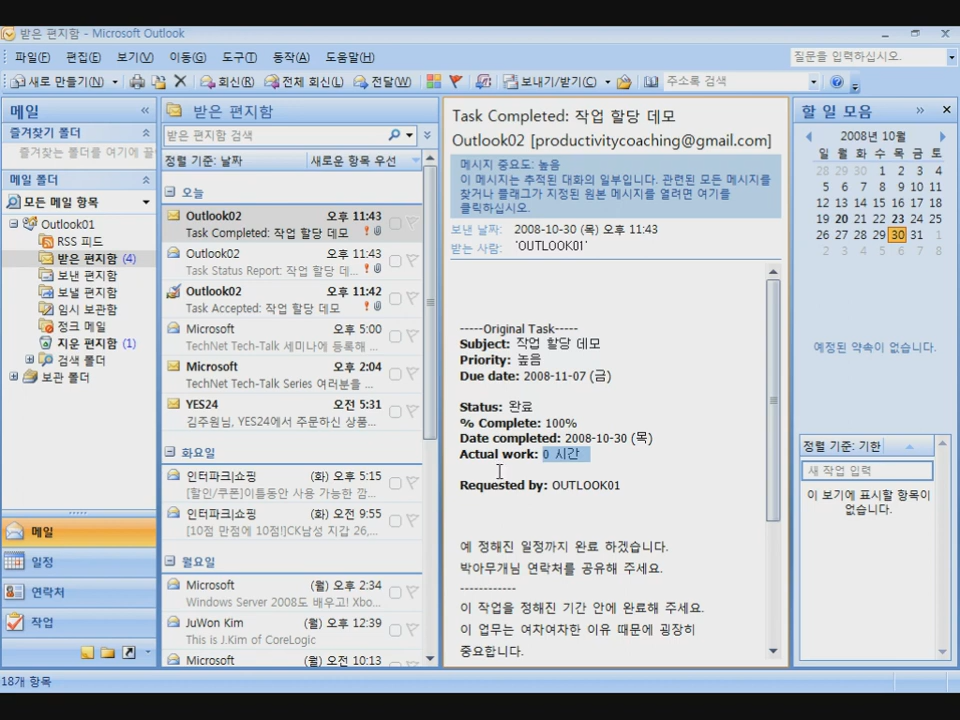 받은 편지함 - Microsoft Outlook
파일(F) 편집(E) 보기(V) 이동(G) 도구(T) 동작(A) 도움말(H)
질문을 입력하십시오.
새로 만들기(N) 회신(R) 전체 회신(L) 전달(W) 보내기/받기(C) 주소록 검색
메일
즐겨찾기 폴더
즐겨찾는 폴더를 여기에 끌
메일 폴더
모든 메일 항목
Outlook01
RSS 피드
받은 편지함 (4)
보낸 편지함
보낼 편지함
임시 보관함
정크 메일
지운 편지함 (1)
검색 폴더
보관 폴더
메일
일정
연락처
작업
18개 항목
받은 편지함
받은 편지함 검색
정렬 기준: 날짜 새로운 항목 우선
오늘
Outlook02 오후 11:43
Task Completed: 작업 할당 데모
Outlook02 오후 11:43
Task Status Report: 작업 할당 데...
Outlook02 오후 11:42
Task Accepted: 작업 할당 데모
Microsoft 오후 5:00
TechNet Tech-Talk 세미나에 등록해 ...
Microsoft 오후 2:04
TechNet Tech-Talk Series 여러분을 ...
YES24 오전 5:31
김주원님, YES24에서 주문하신 상품...
화요일
인터파크|쇼핑 (화) 오후 5:15
[할인/쿠폰]이틀동안 사용 가능한 깜...
인터파크|쇼핑 (화) 오전 9:55
[10점 만점에 10점!]CK남성 지갑 26,...
월요일
Microsoft (월) 오후 2:34
Windows Server 2008도 배우고! Xbo...
JuWon Kim (월) 오후 12:39
This is J.Kim of CoreLogic
Microsoft (월) 오전 10:13
Task Completed: 작업 할당 데모
Outlook02 [productivitycoaching@gmail.com]
메시지 중요도: 높음
이 메시지는 추적된 대화의 일부입니다. 관련된 모든 메시지를
찾거나 플래그가 지정된 원본 메시지를 열려면 여기를
클릭하십시오.
보낸 날짜: 2008-10-30 (목) 오후 11:43
받는 사람: 'OUTLOOK01'
-----Original Task-----
Subject: 작업 할당 데모
Priority: 높음
Due date: 2008-11-07 (금)
Status: 완료
% Complete: 100%
Date completed: 2008-10-30 (목)
Actual work: 0 시간
Requested by: OUTLOOK01
예 정해진 일정까지 완료 하겠습니다.
박아무개님 연락처를 공유해 주세요.
------------
이 작업을 정해진 기간 안에 완료해 주세요.
이 업무는 여차여차한 이유 때문에 굉장히
중요합니다.
할 일 모음
2008년 10월
일 월 화 수 목 금 토
28 29 30 1 2 3 4
5 6 7 8 9 10 11
12 13 14 15 16 17 18
19 20 21 22 23 24 25
26 27 28 29 30 31 1
2 3 4 5 6 7 8
예정된 약속이 없습니다.
정렬 기준: 기한
새 작업 입력
이 보기에 표시할 항목이
없습니다.